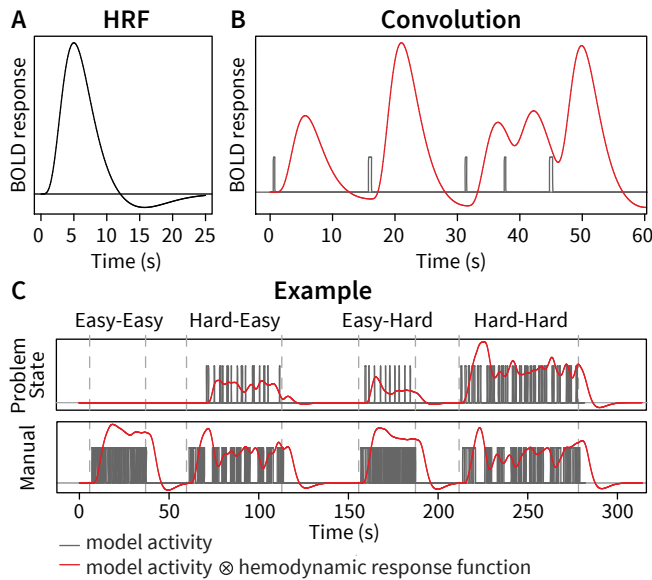 A HRF
BOLD response
0 5 10 15 20 25
Time (s)
B Convolution
BOLD response
0 10 20 30 40 50 60
Time (s)
C Example
Easy-Easy Hard-Easy Easy-Hard Hard-Hard
Problem
State
Manual
0 50 100 150 200 250 300
Time (s)
model activity
model activity ⊗ hemodynamic response function